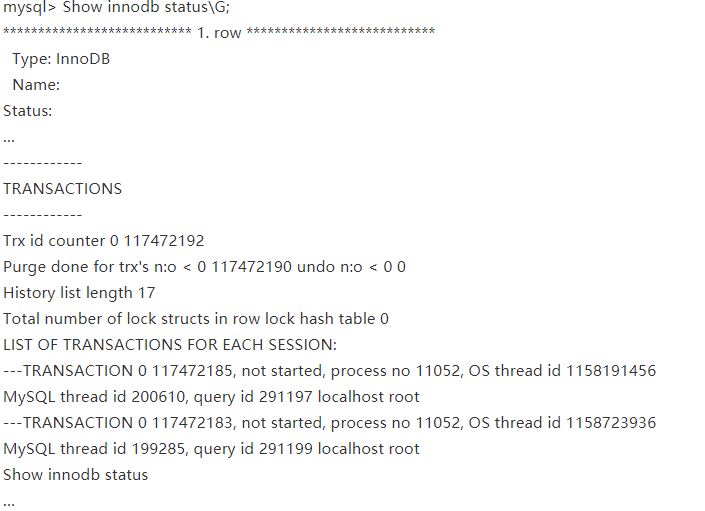 mysql> Show innodb status\G;
*************************** 1. row ***************************
Type: InnoDB
Name:
Status:
...
------------
TRANSACTIONS
------------
Trx id counter 0 117472192
Purge done for trx's n:o < 0 117472190 undo n:o < 0 0
History list length 17
Total number of lock structs in row lock hash table 0
LIST OF TRANSACTIONS FOR EACH SESSION:
---TRANSACTION 0 117472185, not started, process no 11052, OS thread id 1158191456
MySQL thread id 200610, query id 291197 localhost root
---TRANSACTION 0 117472183, not started, process no 11052, OS thread id 1158723936
MySQL thread id 199285, query id 291199 localhost root
Show innodb status
...